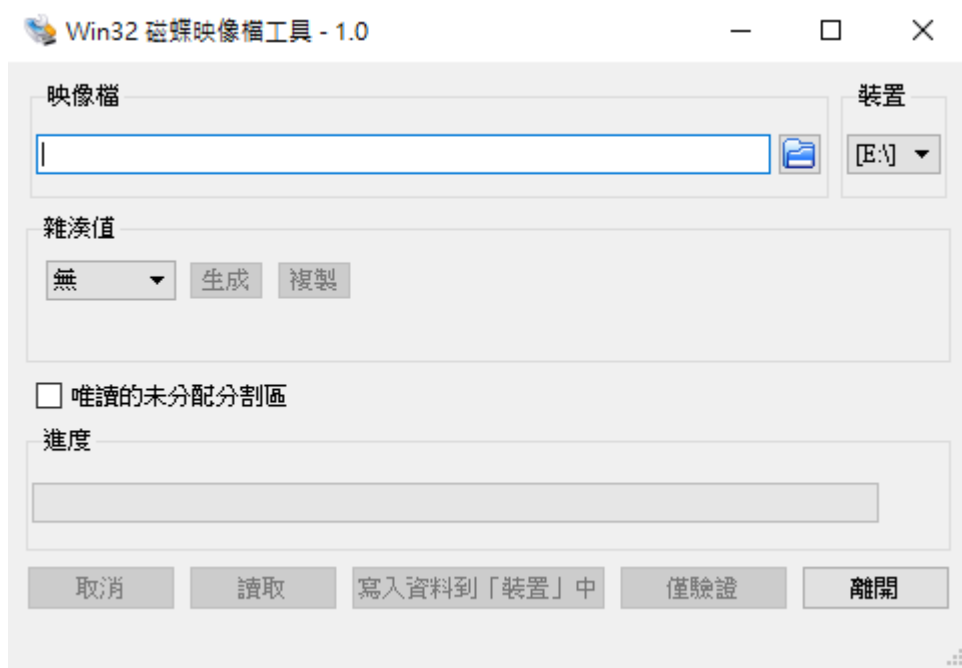 Win32 磁蝶映像檔工具 - 1.0
映像檔
裝置
[E:\]
雜湊值
無
生成
複製
唯讀的未分配分割區
進度
取消
讀取
寫入資料到「裝置」中
僅驗證
離開